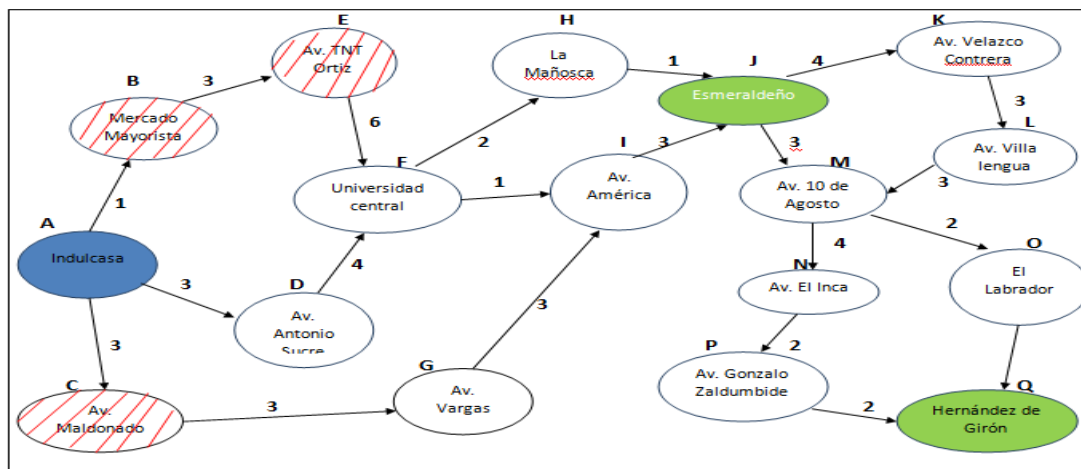 E
Av. TNT
Ortiz
H
La
Mañosca
K
Av. Velazco
Contrera
B
Mercado
Mayorista
3
1
J
Esmeraldeño
4
3
L
Av. Villa
lengua
6
F
Universidad
central
2
1
I
Av.
América
3
3
M
Av. 10 de
Agosto
3
A
Indulcasa
1
3
D
Av.
Antonio
Sucre
4
3
4
2
N
Av. El Inca
O
El
Labrador
3
C
Av.
Maldonado
3
G
Av.
Vargas
P
Av. Gonzalo
Zaldumbide
2
2
Q
Hernández de
Girón